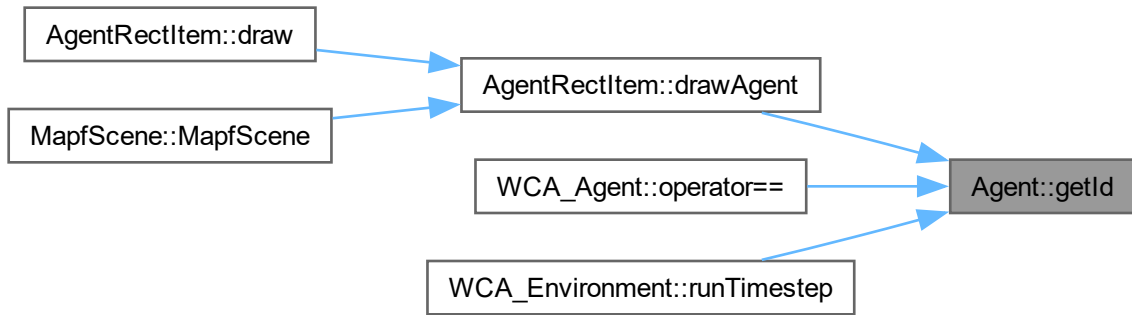 AgentRectItem::draw
AgentRectItem::drawAgent
MapfScene::MapfScene
WCA_Agent::operator==
Agent::getId
WCA_Environment::runTimestep